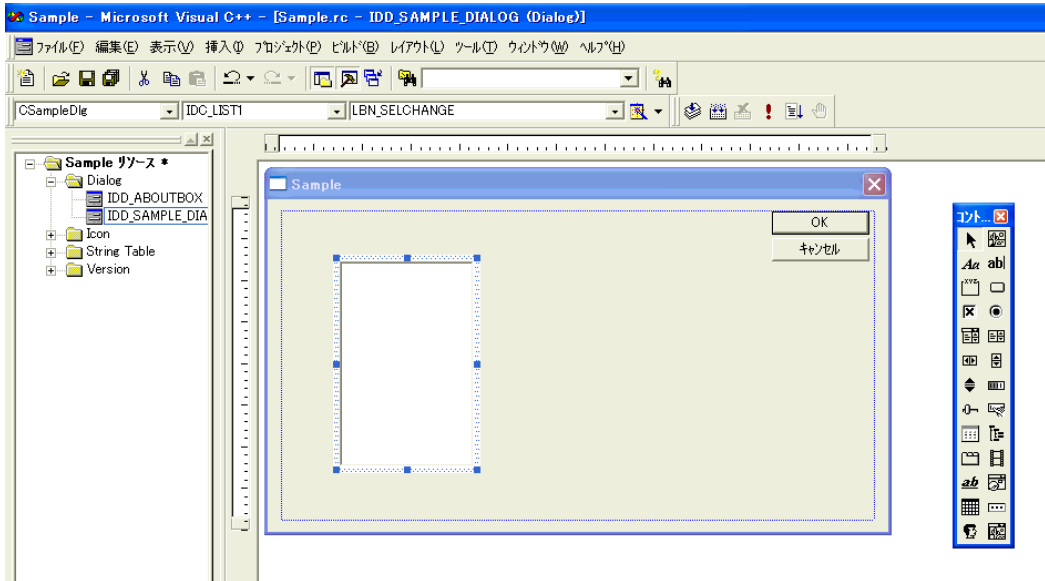 Sample - Microsoft Visual C++ - [Sample.rc - IDD_SAMPLE_DIALOG (Dialog)]
ファイル(F) 編集(E) 表示(V) 挿入(I) プロジェクト(P) ビルド(B) レイアウト(L) ツール(T) ウィンドウ(W) ヘルプ(H)
CSampleDlg IDC_LIST1 LBN_SELCHANGE
Sample リソース *
Dialog
IDD_ABOUTBOX
IDD_SAMPLE_DIA
Icon
String Table
Version
Sample
OK
キャンセル
コント...
Aa ab|
XYZ
ab